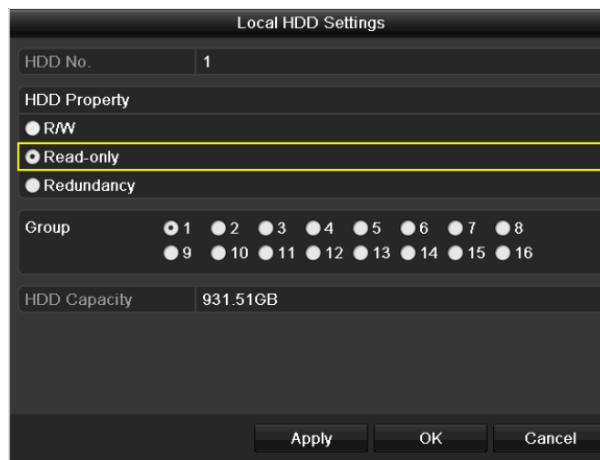 Local HDD Settings
HDD No. 1
HDD Property
R/W
Read-only
Redundancy
Group 1 2 3 4 5 6 7 8
9 10 11 12 13 14 15 16
HDD Capacity 931.51GB
Apply OK Cancel